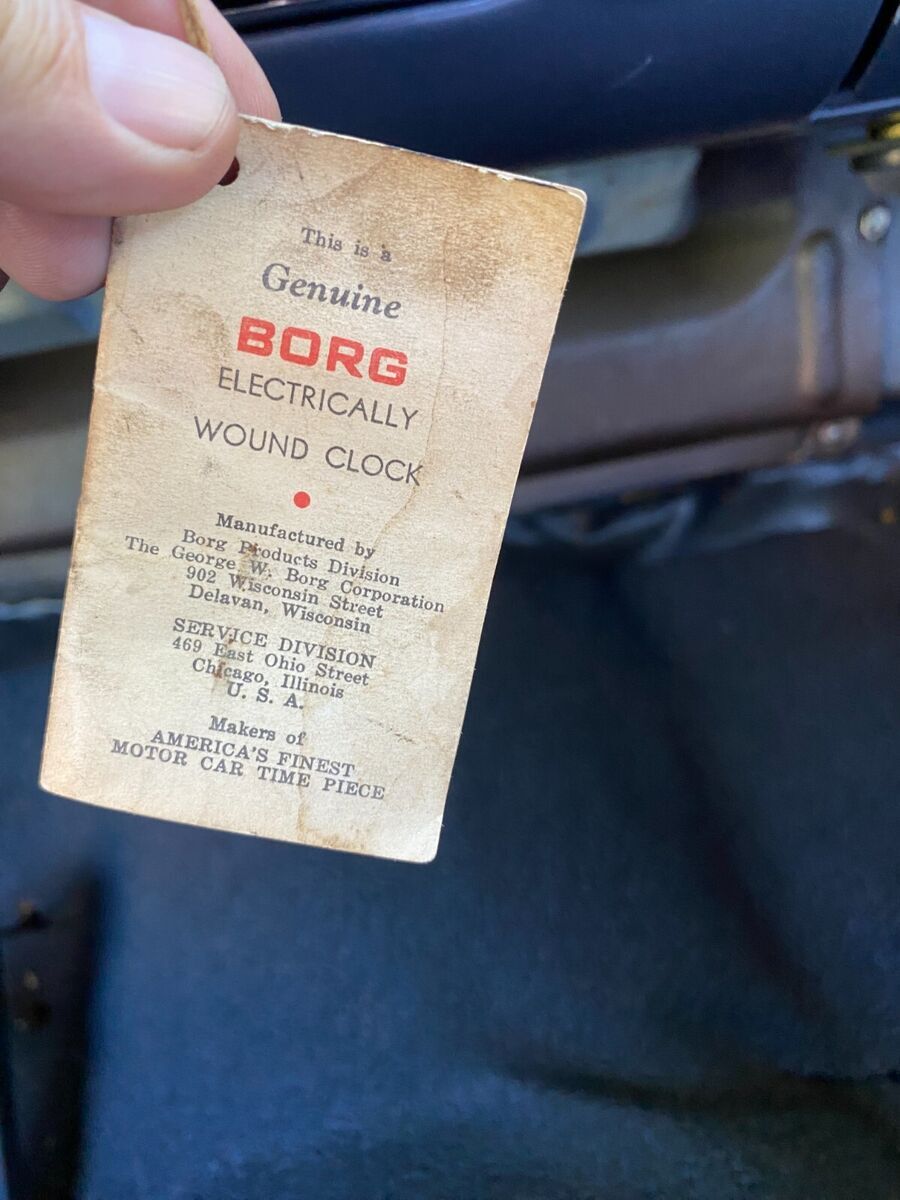 This is a
Genuine
BORG
ELECTRICALLY
WOUND CLOCK
Manufactured by
Borg Products Division
The George W. Borg Corporation
902 Wisconsin Street
Delavan, Wisconsin
SERVICE DIVISION
469 East Ohio Street
Chicago, Illinois
U. S. A.
Makers of
AMERICA'S FINEST
MOTOR CAR TIME PIECE